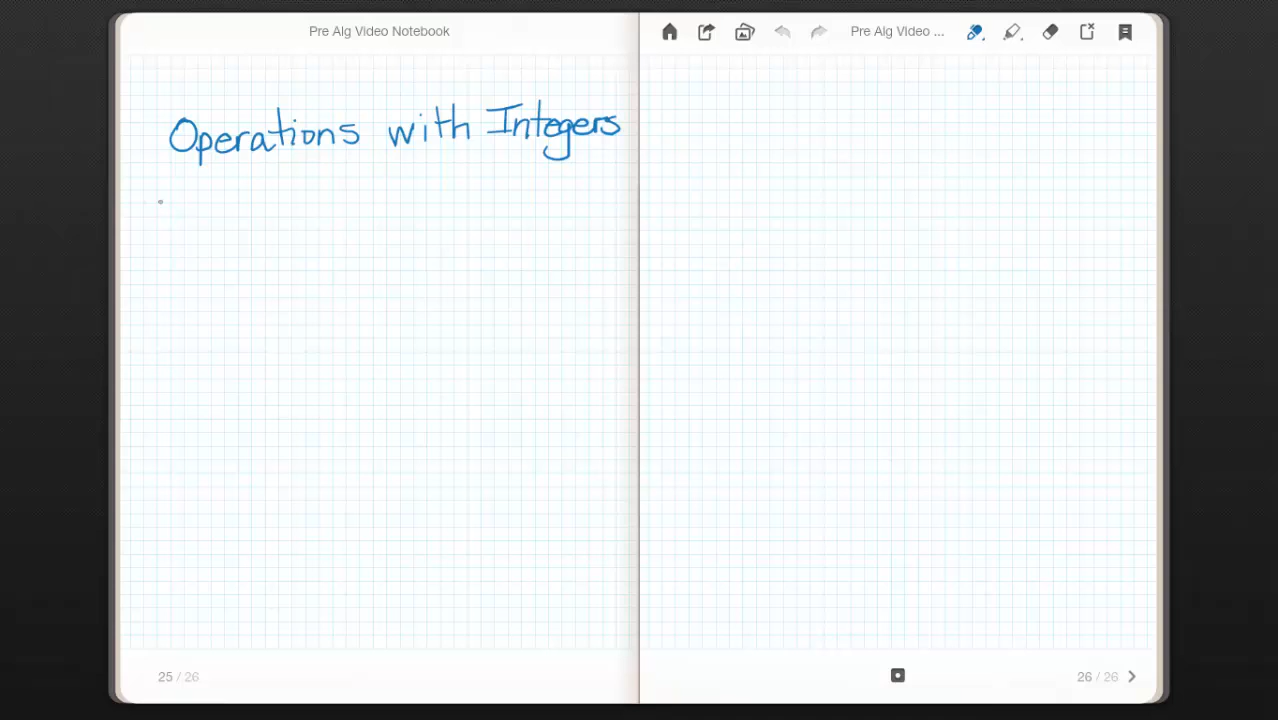 Pre Alg Video Notebook
Pre Alg Video ...
Operations with Integers
25 / 26
26 / 26